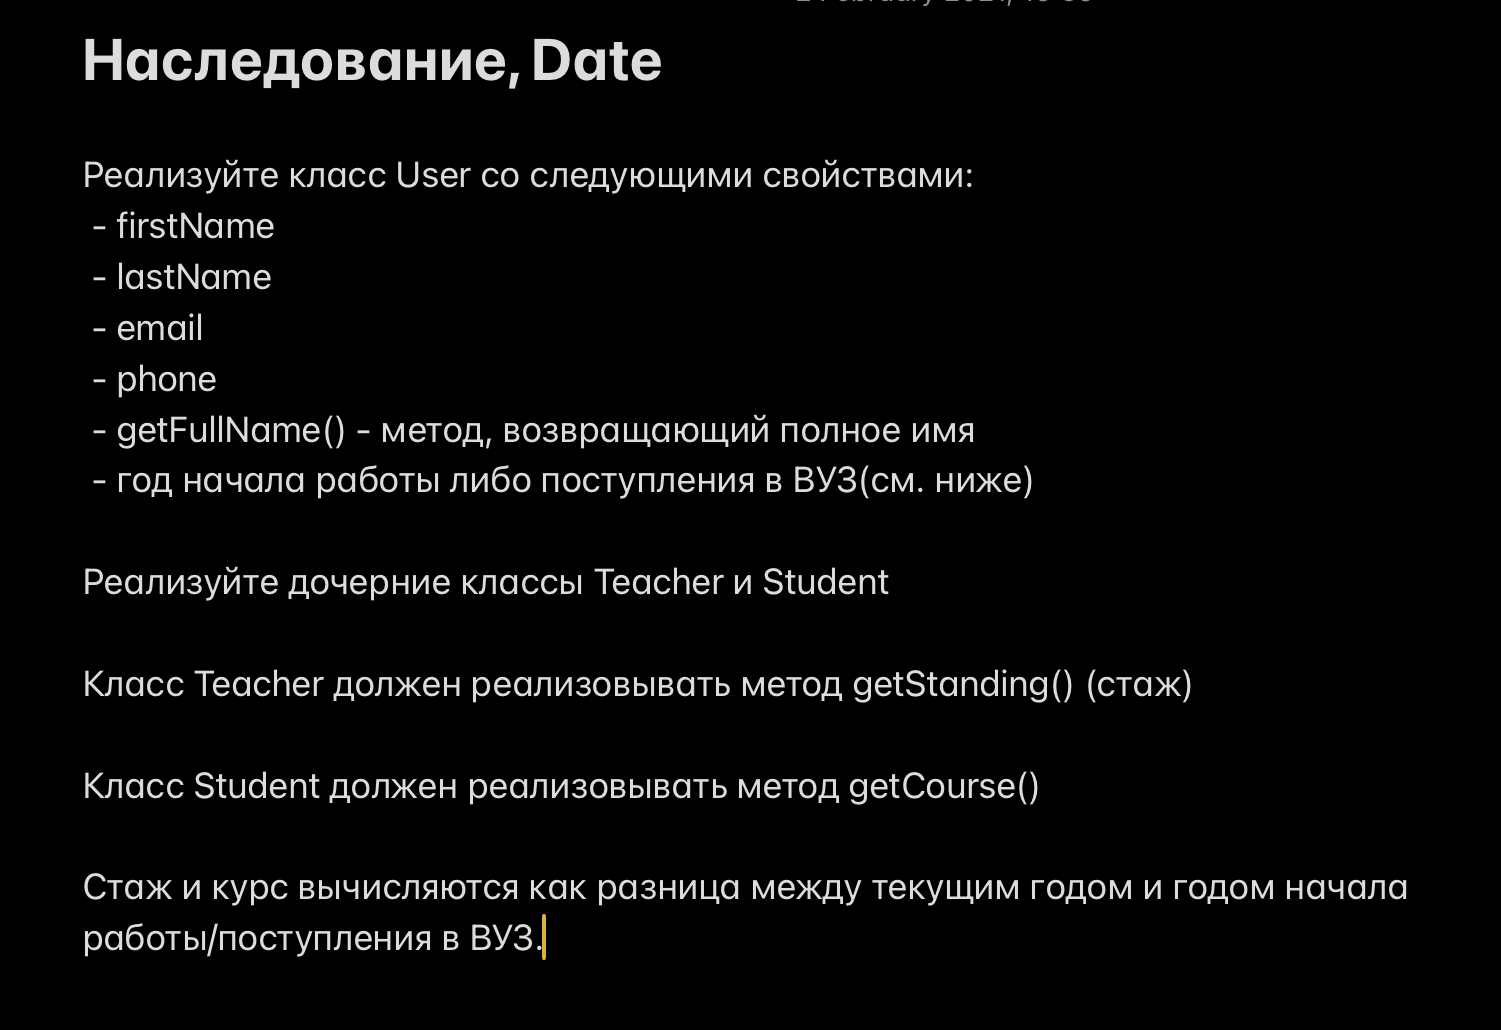 Наследование, Date
Реализуйте класс User со следующими свойствами:
- firstName
- lastName
- email
- phone
- getFullName() - метод, возвращающий полное имя
- год начала работы либо поступления в ВУЗ(см. ниже)
Реализуйте дочерние классы Teacher и Student
Класс Teacher должен реализовывать метод getStanding() (стаж)
Класс Student должен реализовывать метод getCourse()
Стаж и курс вычисляются как разница между текущим годом и годом начала
работы/поступления в ВУЗ.